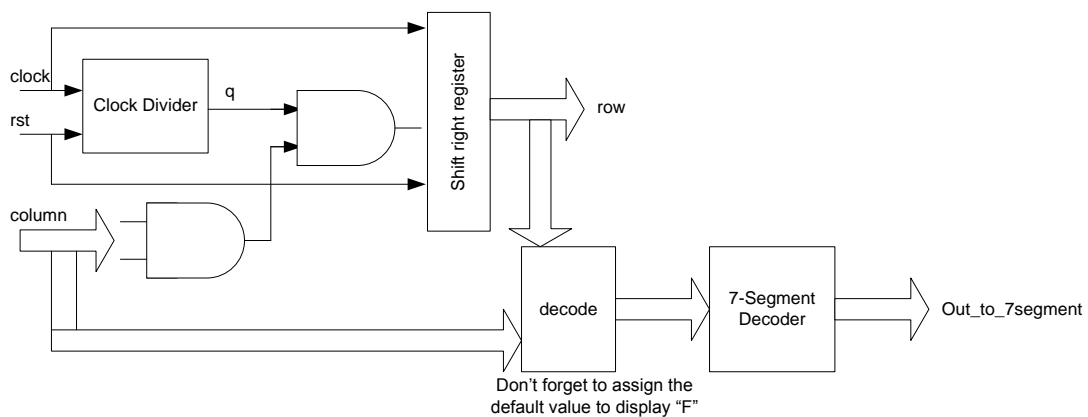 clock
Clock Divider
q
rst
Shift right register
row
column
decode
7-Segment
Decoder
Out_to_7segment
Don't forget to assign the
default value to display “F”